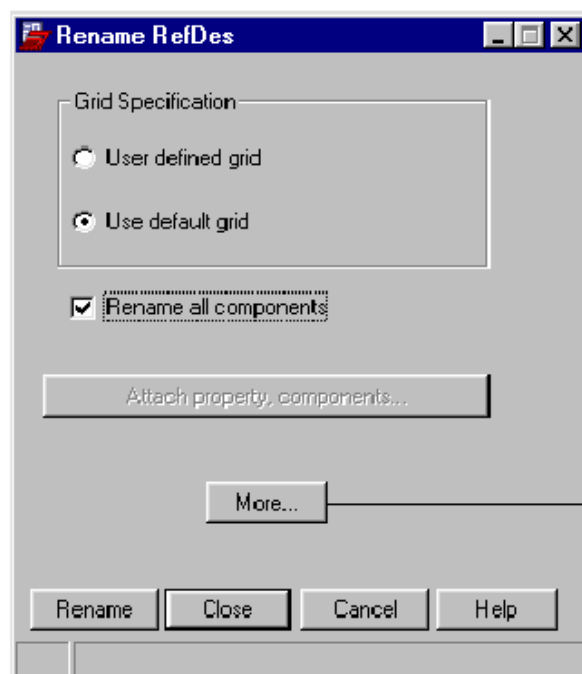 Rename RefDes
Grid Specification
User defined grid
Use default grid
Rename all components
Attach property, components...
More...
Rename Close Cancel Help